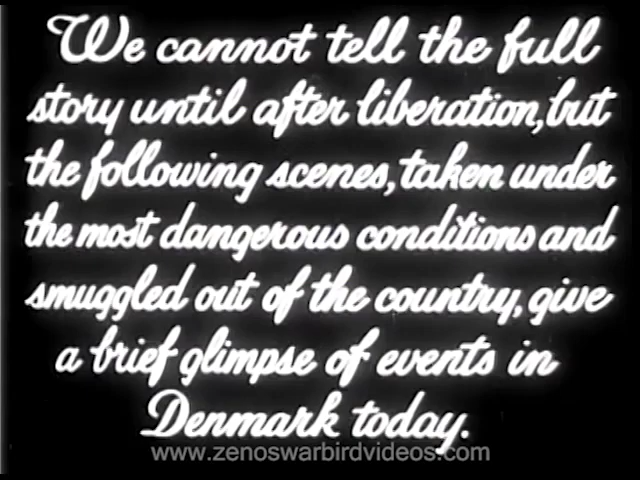 We cannot tell the full
story until after liberation, but
the following scenes, taken under
the most dangerous conditions and
smuggled out of the country, give
a brief glimpse of events in
Denmark today.
www.zenoswarbirdvideos.com